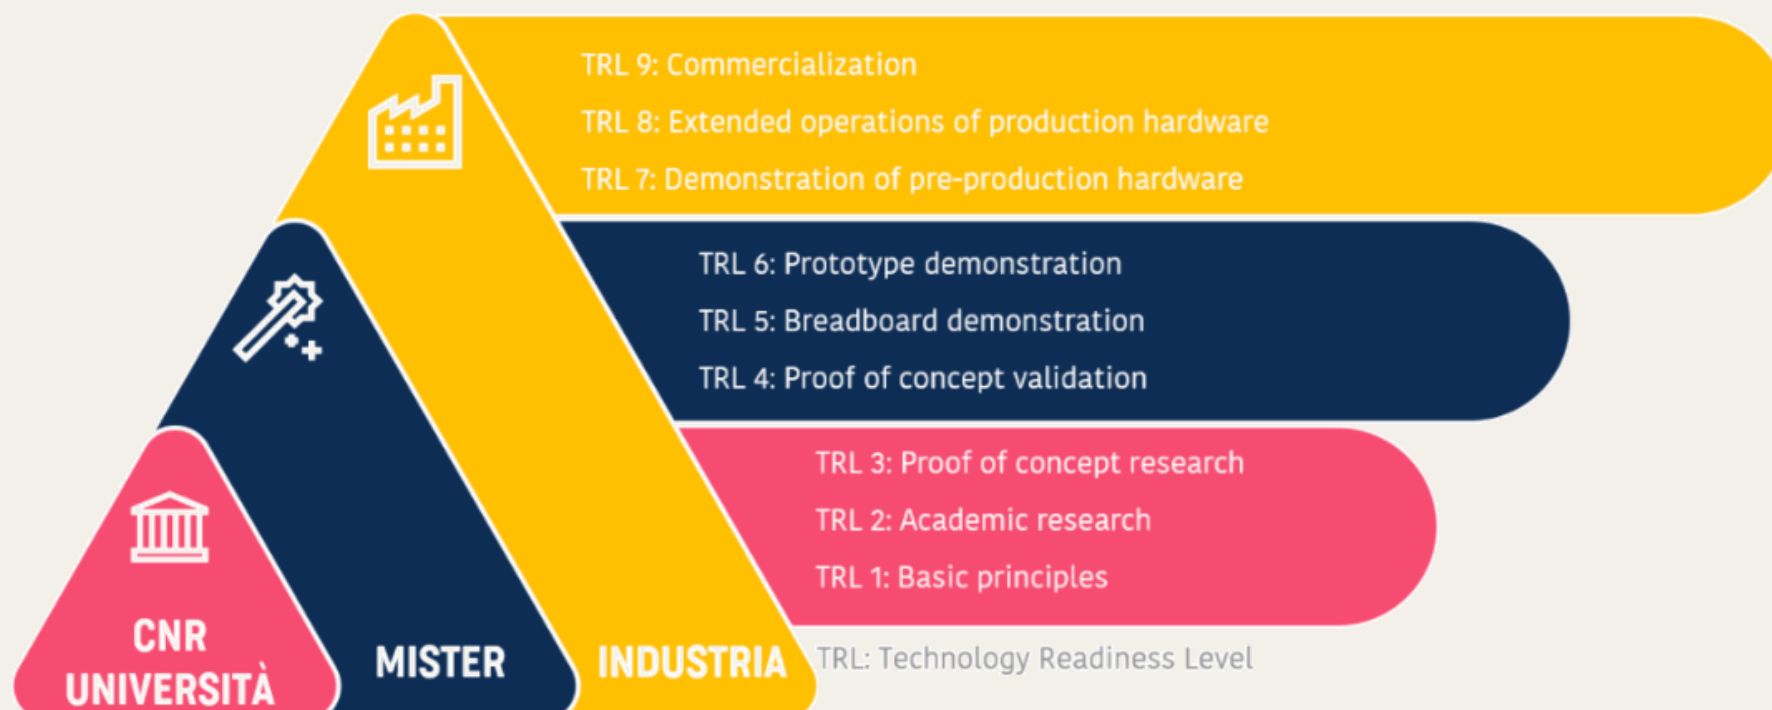 TRL 9: Commercialization
TRL 8: Extended operations of production hardware
TRL 7: Demonstration of pre-production hardware
TRL 6: Prototype demonstration
TRL 5: Breadboard demonstration
TRL 4: Proof of concept validation
TRL 3: Proof of concept research
TRL 2: Academic research
TRL 1: Basic principles
CNR
UNIVERSITÀ
MISTER
INDUSTRIA
TRL: Technology Readiness Level